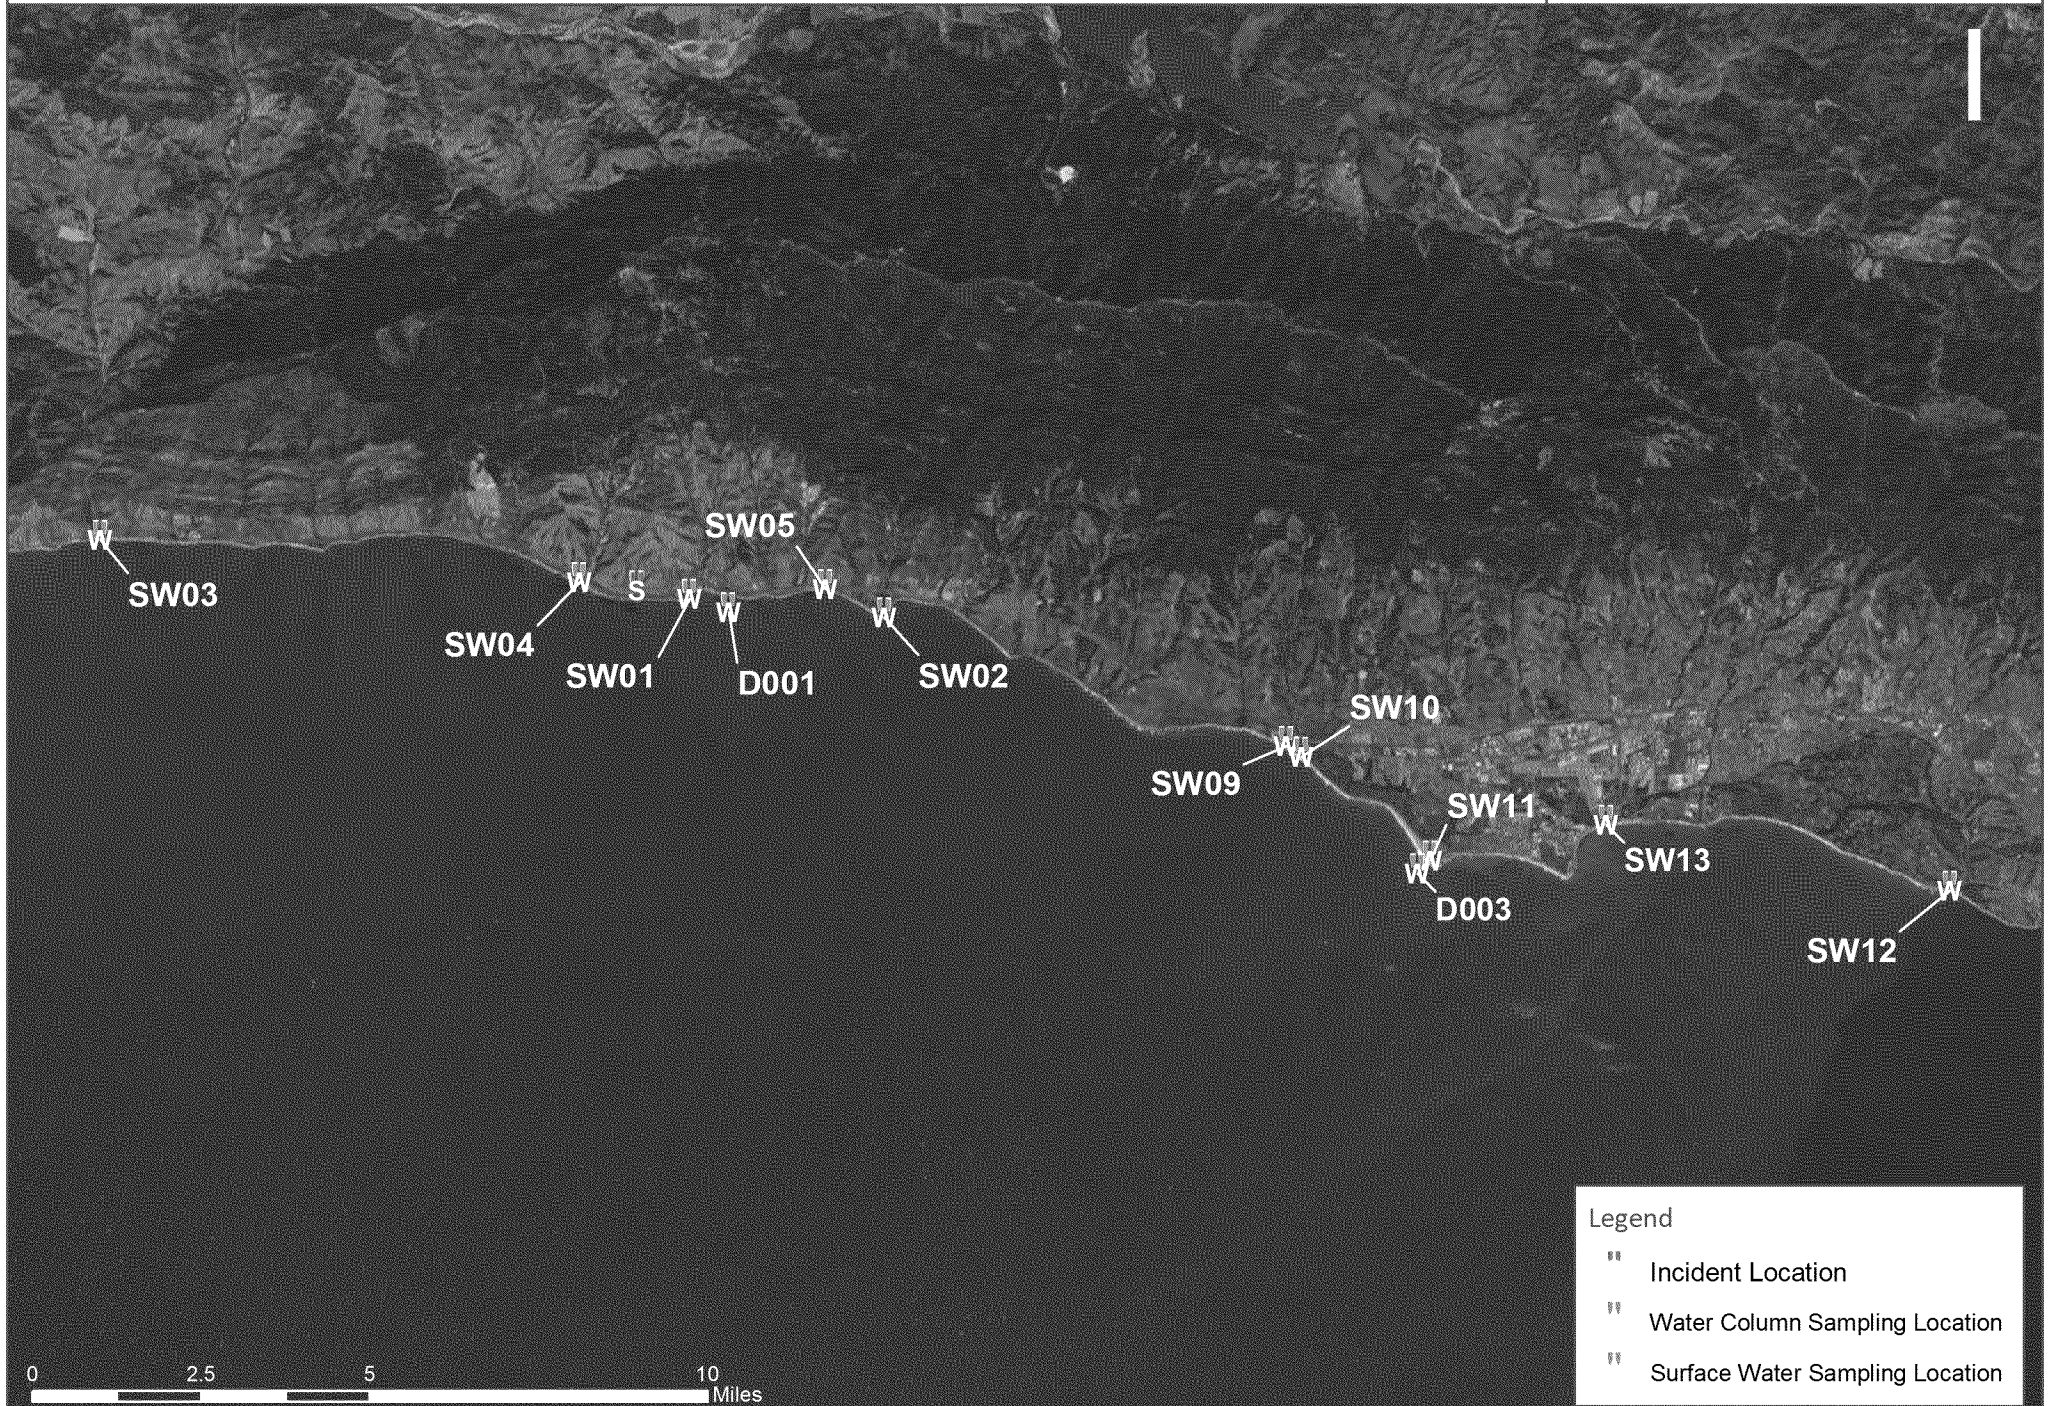 W
SW03
SW05
W
S
W
W
W
W
SW04
SW01
D001
SW02
SW10
W
W
SW09
SW11
W
SW13
W
W
D003
W
SW12
Legend
" Incident Location
" Water Column Sampling Location
" Surface Water Sampling Location
0 2.5 5 10
Miles